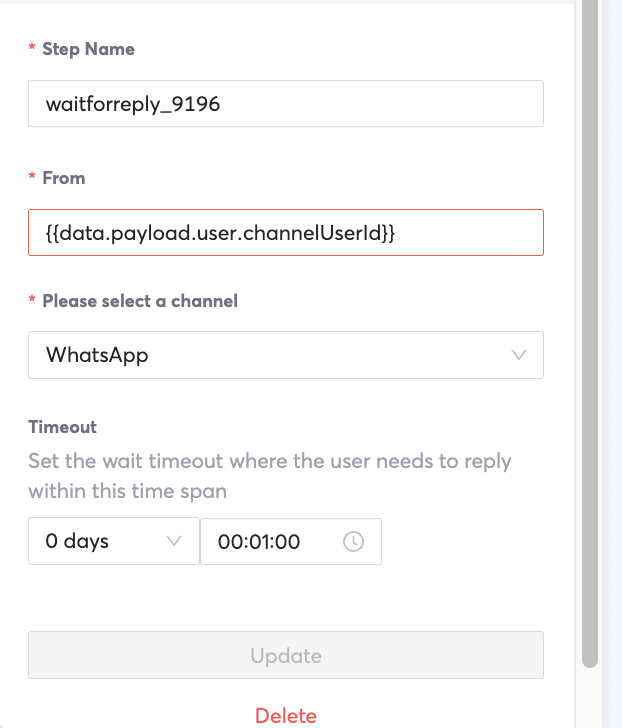 * Step Name
waitforreply_9196
* From
{{data.payload.user.channelUserId}}
* Please select a channel
WhatsApp
Timeout
Set the wait timeout where the user needs to reply
within this time span
0 days 00:01:00
Update
Delete